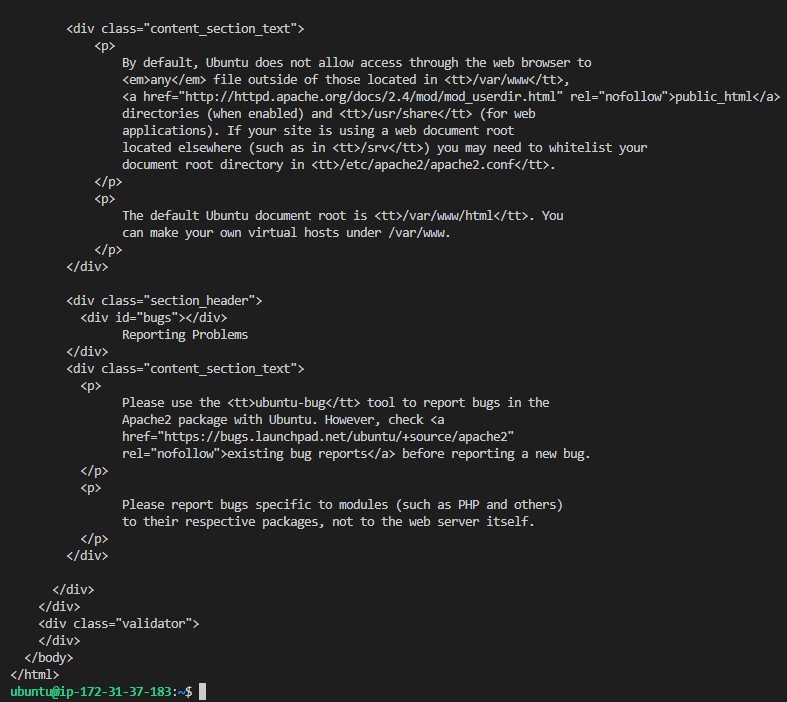 <div class="content_section_text">
<p>
By default, Ubuntu does not allow access through the web browser to
<em>any</em> file outside of those located in <tt>/var/www</tt>,
<a href="http://httpd.apache.org/docs/2.4/mod/mod_userdir.html" rel="nofollow">public_html</a>
directories (when enabled) and <tt>/usr/share</tt> (for web
applications). If your site is using a web document root
located elsewhere (such as in <tt>/srv</tt>) you may need to whitelist your
document root directory in <tt>/etc/apache2/apache2.conf</tt>.
</p>
<p>
The default Ubuntu document root is <tt>/var/www/html</tt>. You
can make your own virtual hosts under /var/www.
</p>
</div>
<div class="section_header">
<div id="bugs"></div>
Reporting Problems
</div>
<div class="content_section_text">
<p>
Please use the <tt>ubuntu-bug</tt> tool to report bugs in the
Apache2 package with Ubuntu. However, check <a
href="https://bugs.launchpad.net/ubuntu/+source/apache2"
rel="nofollow">existing bug reports</a> before reporting a new bug.
</p>
<p>
Please report bugs specific to modules (such as PHP and others)
to their respective packages, not to the web server itself.
</p>
</div>
</div>
</div>
<div class="validator">
</div>
</body>
</html>
ubuntu@ip-172-31-37-183:~$